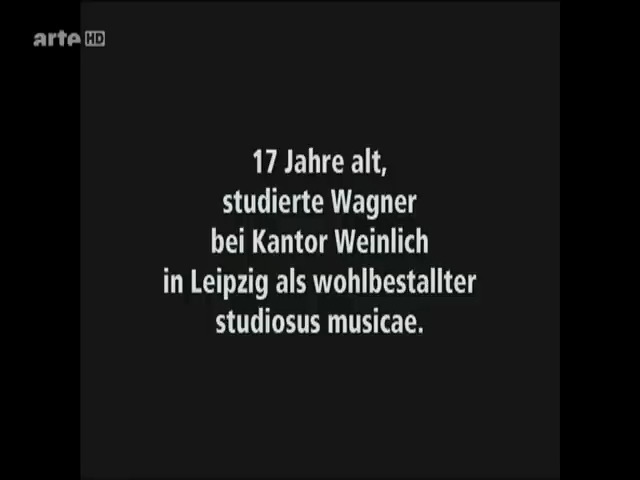 arte HD
17 Jahre alt,
studierte Wagner
bei Kantor Weinlich
in Leipzig als wohlbestallter
studiosus musicae.